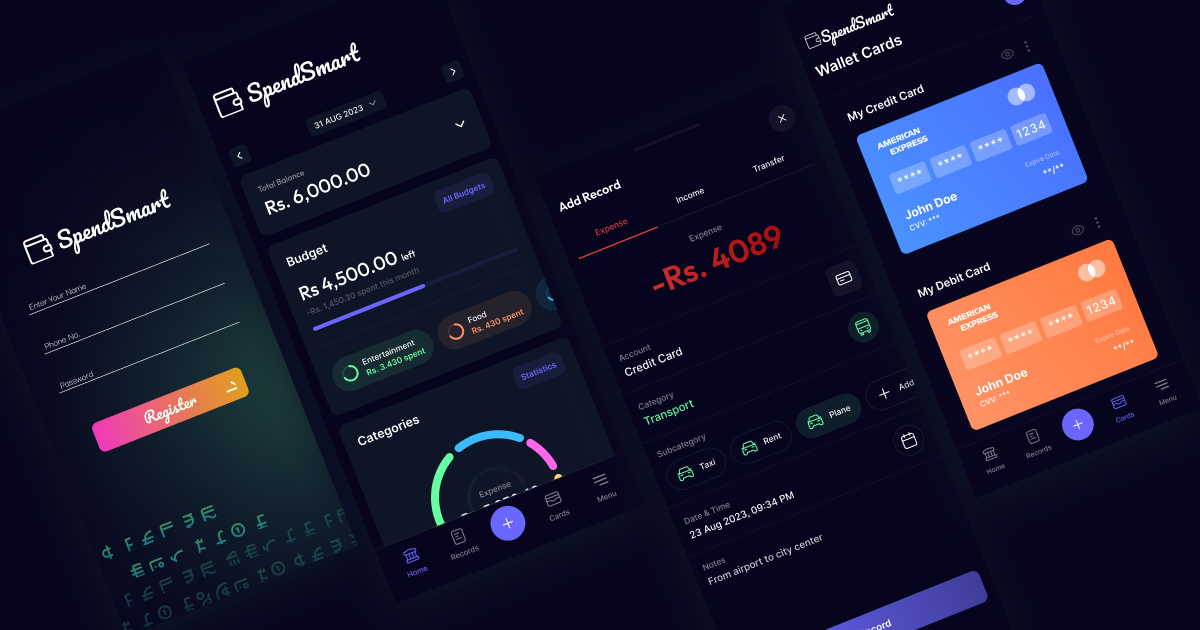 SpendSmart
Enter Your Name
Phone No.
Password
Register
SpendSmart
31 AUG 2023
Total Balance
Rs. 6,000.00
Budget
All Budgets
Rs 4,500.00 left
-Rs. 1,450.30 spent this month
Entertainment
Rs. 3.430 spent
Food
Rs. 430 spent
Categories
Statistics
Expense
Home
Records
Cards
Menu
Add Record
Expense
Income
Transfer
Expense
-Rs. 4089
Account
Credit Card
Category
Transport
Subcategory
Taxi
Rent
Plane
Add
Date & Time
23 Aug 2023, 09:34 PM
Notes
From airport to city center
SpendSmart
Wallet Cards
My Credit Card
AMERICAN
EXPRESS
**** **** **** 1234
Expire Date
**/**
John Doe
CVV: ***
My Debit Card
AMERICAN
EXPRESS
**** **** **** 1234
Expire Date
**/**
John Doe
CVV: ***
Home
Records
Cards
Menu